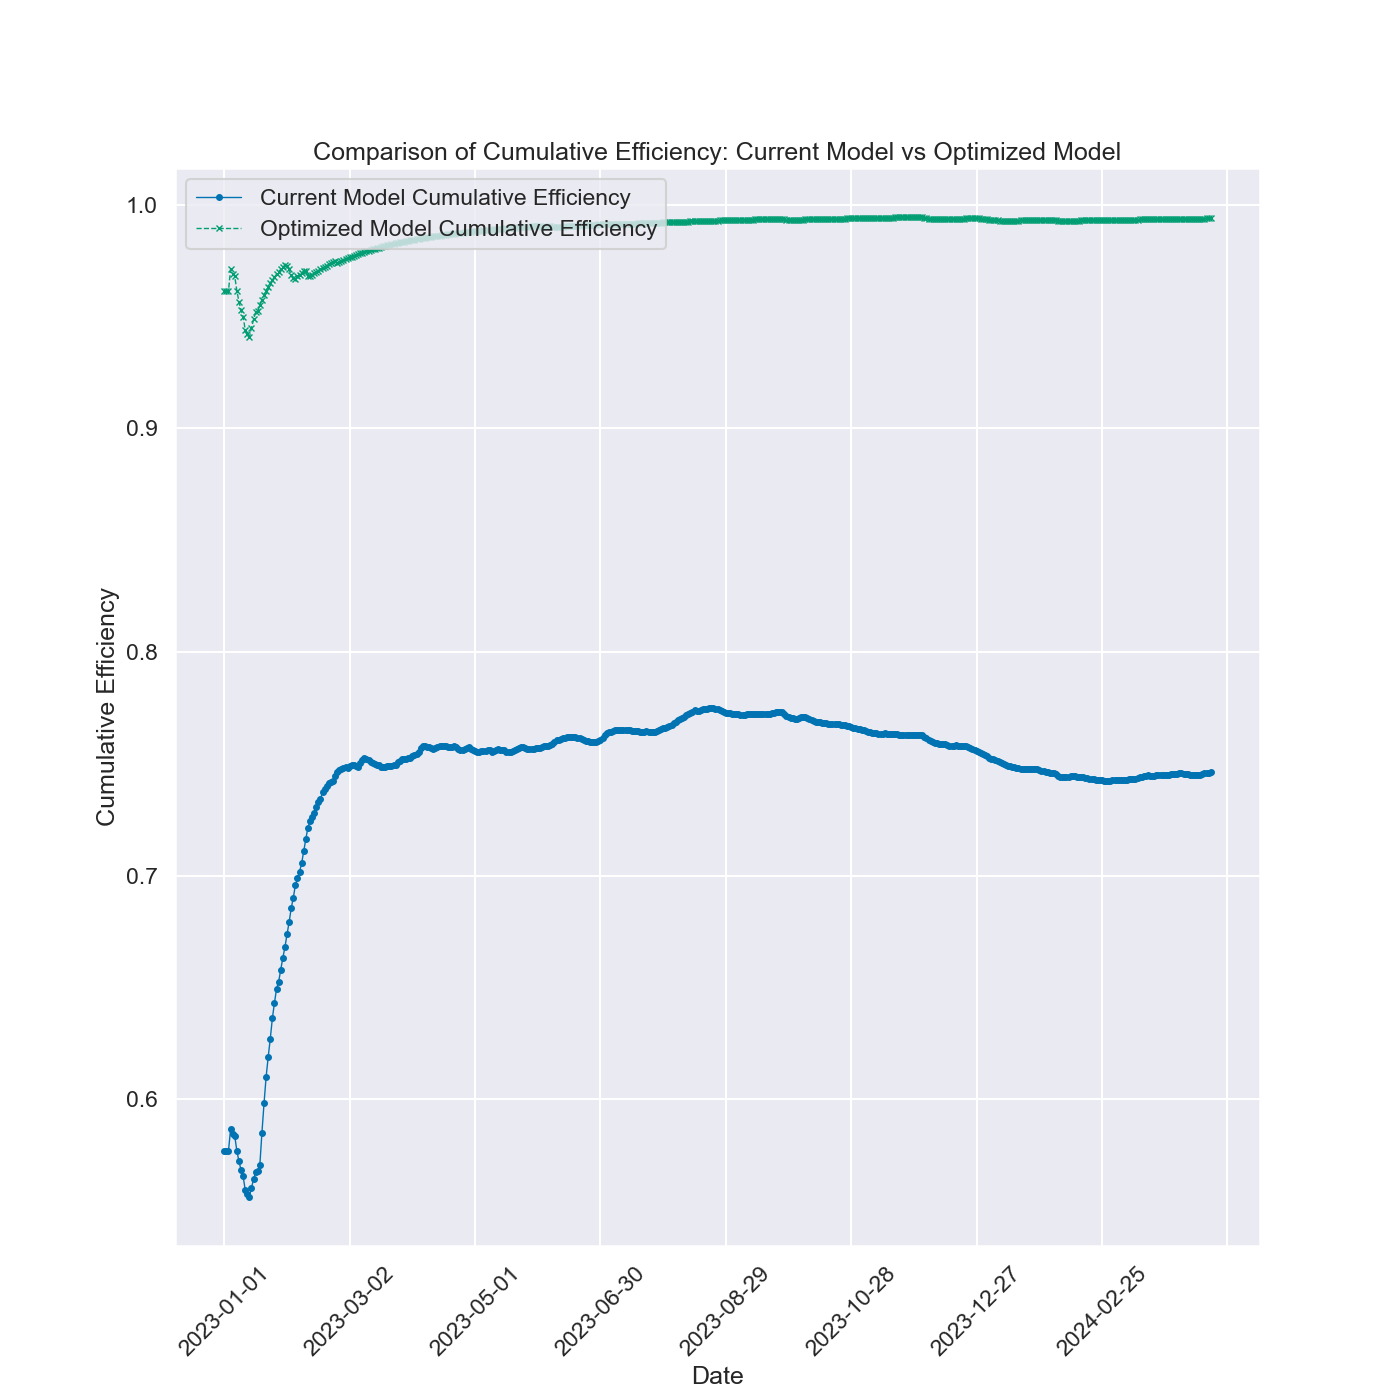 Comparison of Cumulative Efficiency: Current Model vs Optimized Model
Current Model Cumulative Efficiency
Optimized Model Cumulative Efficiency
1.0
0.9
0.8
0.7
0.6
Cumulative Efficiency
2023-01-01
2023-03-02
2023-05-01
2023-06-30
2023-08-29
2023-10-28
2023-12-27
2024-02-25
Date